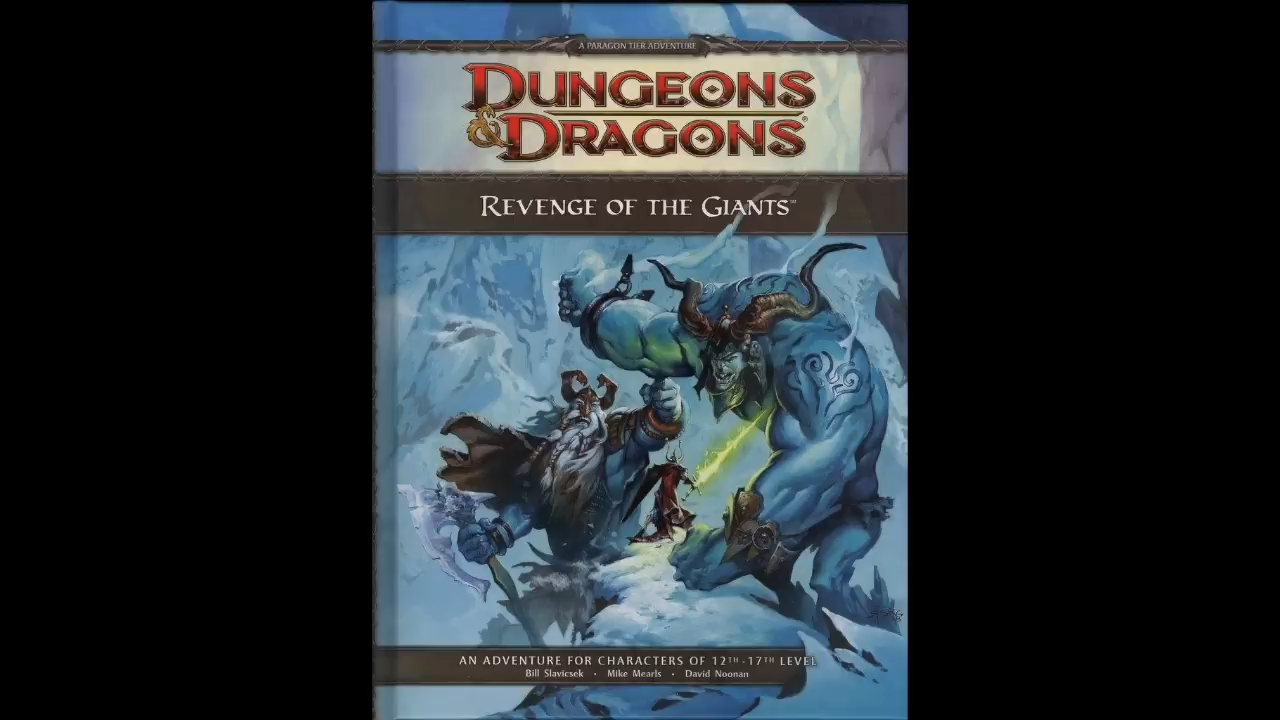 A PARAGON TIER ADVENTURE
DUNGEONS
& DRAGONS®
REVENGE OF THE GIANTS™
AN ADVENTURE FOR CHARACTERS OF 12TH-17TH LEVEL
Bill Slavicsek · Mike Mearls · David Noonan